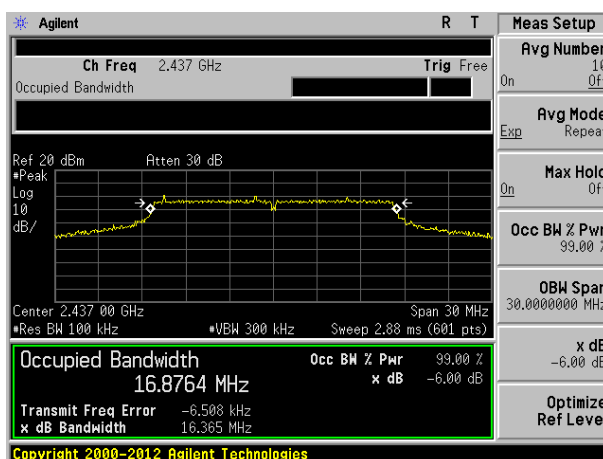 Agilent R T
Meas Setup
Ch Freq 2.437 GHz Trig Free
Occupied Bandwidth
Ref 20 dBm Atten 30 dB
#Peak
Log
10
dB/
Center 2.437 00 GHz Span 30 MHz
#Res BW 100 kHz #VBW 300 kHz Sweep 2.88 ms (601 pts)
Occupied Bandwidth
16.8764 MHz
Occ BW % Pwr 99.00 %
x dB -6.00 dB
Transmit Freq Error -6.508 kHz
x dB Bandwidth 16.365 MHz
Copyright 2000-2012 Agilent Technologies
Avg Number
10
On Of
Avg Mode
Exp Repea
Max Hold
On Of
Occ BW % Pwr
99.00 %
OBW Span
30.0000000 MHz
x dB
-6.00 dB
Optimize
Ref Leve